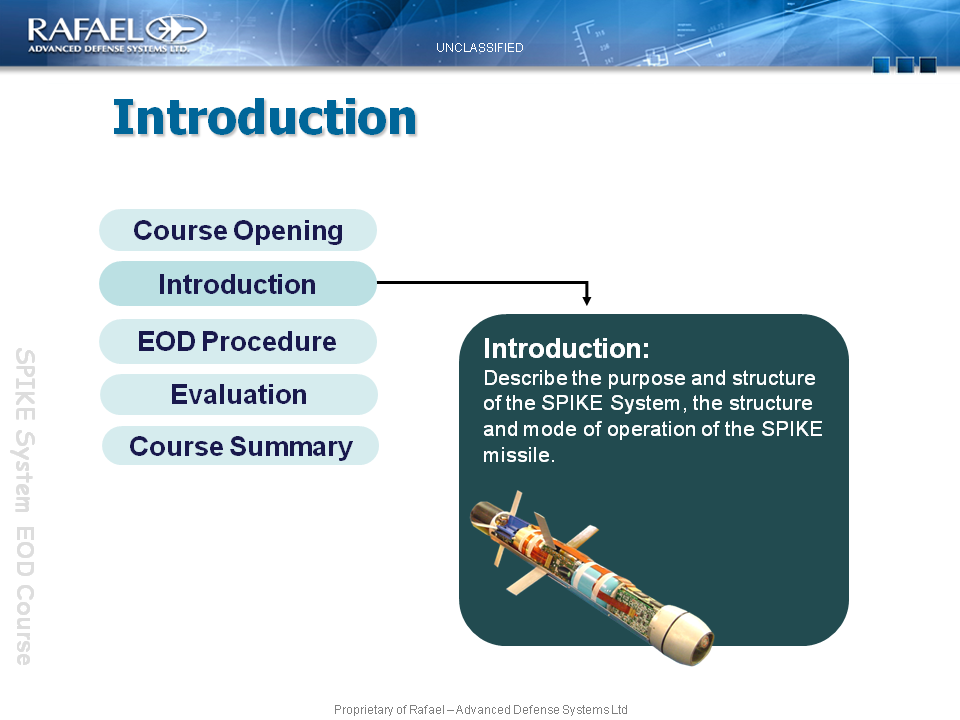 RAFAEL
ADVANCED DEFENSE SYSTEMS LTD.
UNCLASSIFIED
Introduction
Course Opening
Introduction
EOD Procedure
Evaluation
Course Summary
Introduction:
Describe the purpose and structure
of the SPIKE System, the structure
and mode of operation of the SPIKE
missile.
SPIKE System EOD Course
Proprietary of Rafael – Advanced Defense Systems Ltd